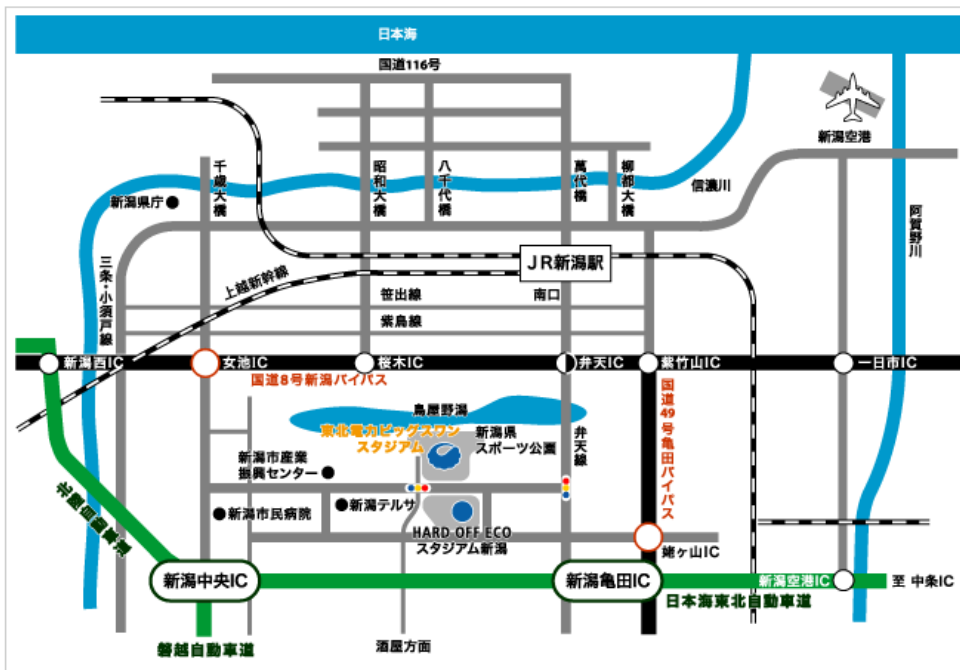 日本海
国道116号
新潟空港
千歳大橋
昭和大橋
八千代橋
萬代橋
柳都大橋
信濃川
新潟県庁
阿賀野川
三条・小須戸線
上越新幹線
JR新潟駅
笹出線
南口
紫鳥線
新潟西IC
女池IC
桜木IC
弁天IC
紫竹山IC
一日市IC
国道8号新潟バイパス
国道49号亀田バイパス
鳥屋野潟
東北電力ビッグスワン
スタジアム
新潟県
スポーツ公園
弁天線
新潟市産業
振興センター
新潟テルサ
新潟市民病院
北陸自動車道
HARD OFF ECO
スタジアム新潟
姥ヶ山IC
新潟中央IC
新潟亀田IC
新潟空港IC
至 中条IC
日本海東北自動車道
磐越自動車道
酒屋方面